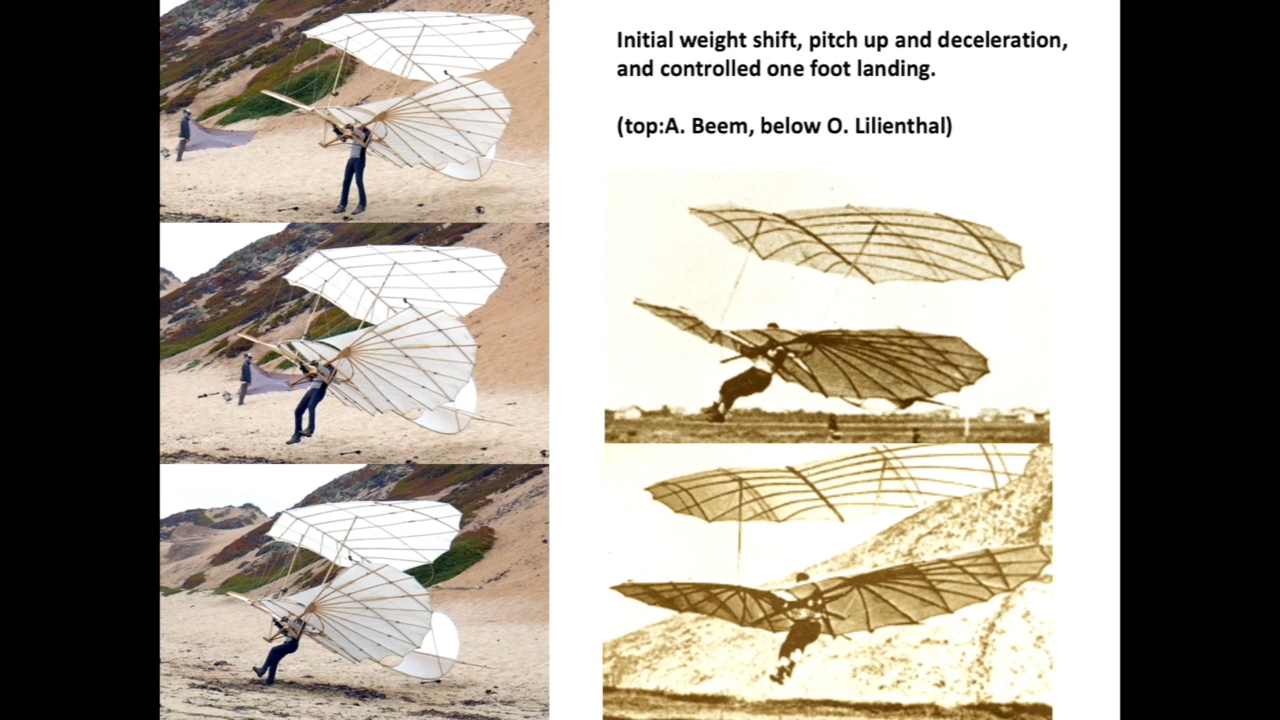 Initial weight shift, pitch up and deceleration,
and controlled one foot landing.
(top:A. Beem, below O. Lilienthal)